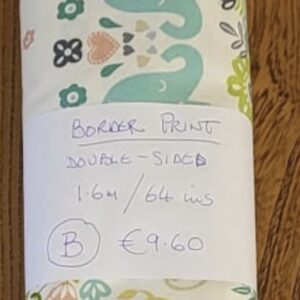 BORDER PRINT
DOUBLE-SIDED
1.6m/64 ins
B €9.60